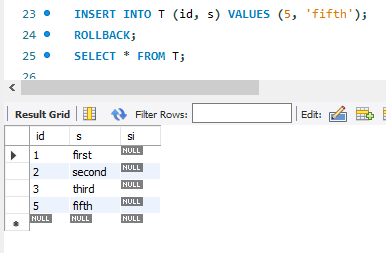 23 INSERT INTO T (id, s) VALUES (5, 'fifth');
24 ROLLBACK;
25 SELECT * FROM T;
26
Result Grid Filter Rows: Edit:
id s si
1 first NULL
2 second NULL
3 third NULL
5 fifth NULL
NULL NULL NULL